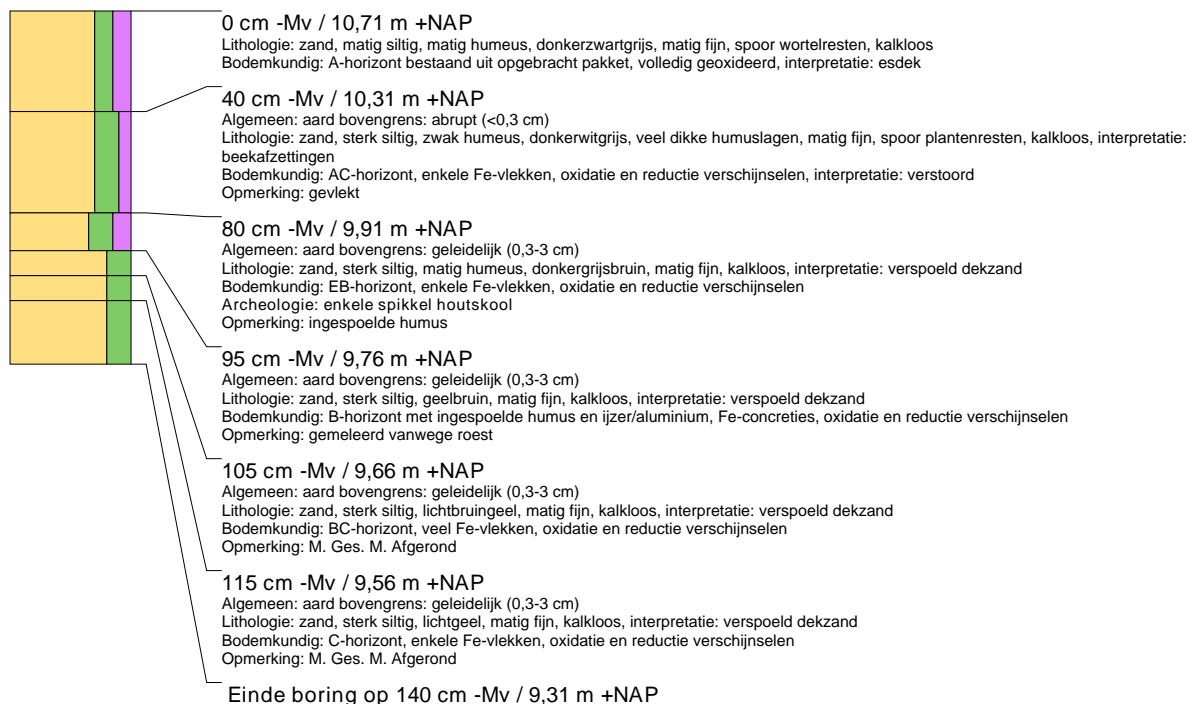 0 cm -Mv / 10,71 m +NAP
Lithologie: zand, matig siltig, matig humeus, donkerzwartgrijs, matig fijn, spoor wortelresten, kalkloos
Bodemkundig: A-horizont bestaand uit opgebracht pakket, volledig geoxideerd, interpretatie: esdek
40 cm -Mv / 10,31 m +NAP
Algemeen: aard bovengrens: abrupt (<0,3 cm)
Lithologie: zand, sterk siltig, zwak humeus, donkerwitgrijs, veel dikke humuslagen, matig fijn, spoor plantenresten, kalkloos, interpretatie:
beekafzettingen
Bodemkundig: AC-horizont, enkele Fe-vlekken, oxidatie en reductie verschijnselen, interpretatie: verstoord
Opmerking: gevlekt
80 cm -Mv / 9,91 m +NAP
Algemeen: aard bovengrens: geleidelijk (0,3-3 cm)
Lithologie: zand, sterk siltig, matig humeus, donkergrijsbruin, matig fijn, kalkloos, interpretatie: verspoeld dekzand
Bodemkundig: EB-horizont, enkele Fe-vlekken, oxidatie en reductie verschijnselen
Archeologie: enkele spikkel houtskool
Opmerking: ingespoelde humus
95 cm -Mv / 9,76 m +NAP
Algemeen: aard bovengrens: geleidelijk (0,3-3 cm)
Lithologie: zand, sterk siltig, geelbruin, matig fijn, kalkloos, interpretatie: verspoeld dekzand
Bodemkundig: B-horizont met ingespoelde humus en ijzer/aluminium, Fe-concreties, oxidatie en reductie verschijnselen
Opmerking: gemeleerd vanwege roest
105 cm -Mv / 9,66 m +NAP
Algemeen: aard bovengrens: geleidelijk (0,3-3 cm)
Lithologie: zand, sterk siltig, lichtbruingeel, matig fijn, kalkloos, interpretatie: verspoeld dekzand
Bodemkundig: BC-horizont, veel Fe-vlekken, oxidatie en reductie verschijnselen
Opmerking: M. Ges. M. Afgerond
115 cm -Mv / 9,56 m +NAP
Algemeen: aard bovengrens: geleidelijk (0,3-3 cm)
Lithologie: zand, sterk siltig, lichtgeel, matig fijn, kalkloos, interpretatie: verspoeld dekzand
Bodemkundig: C-horizont, enkele Fe-vlekken, oxidatie en reductie verschijnselen
Opmerking: M. Ges. M. Afgerond
Einde boring op 140 cm -Mv / 9,31 m +NAP